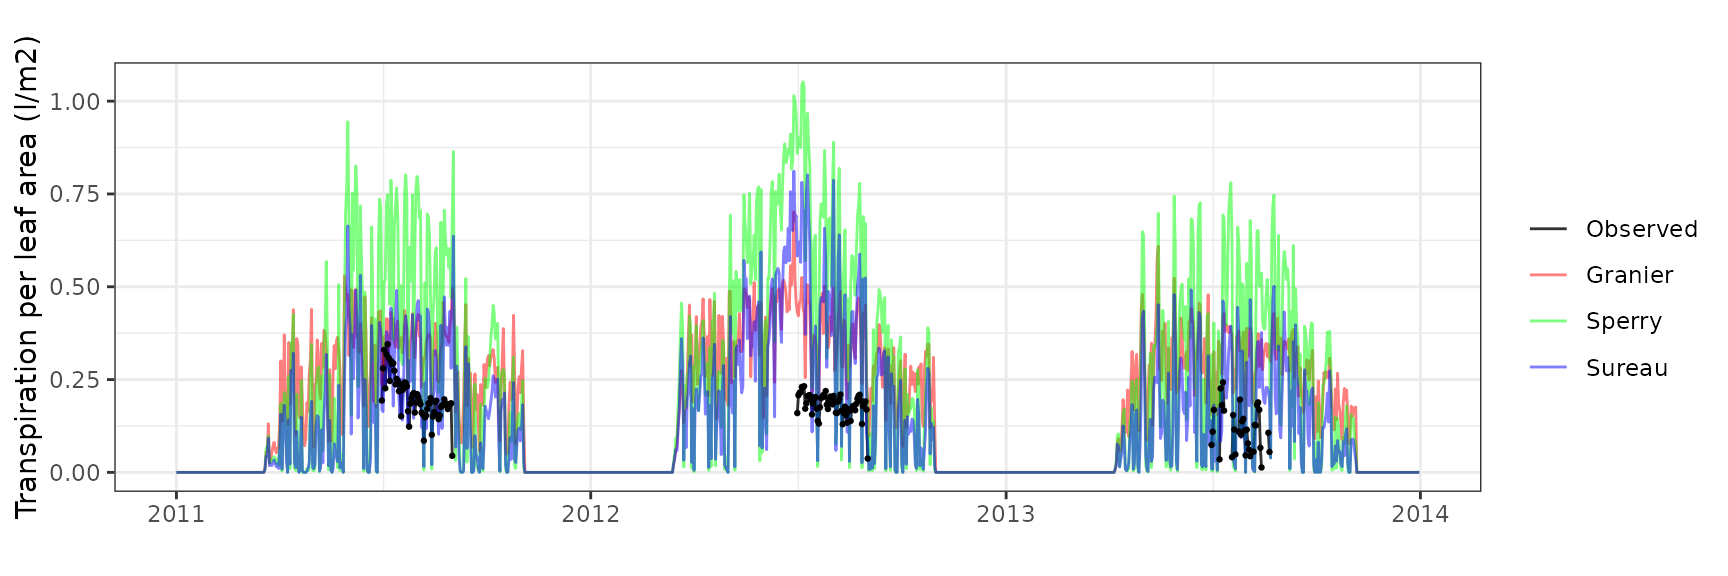 Transpiration per leaf area (l/m2)
1.00
0.75
0.50
0.25
0.00
2011
2012
2013
2014
Observed
Granier
Sperry
Sureau